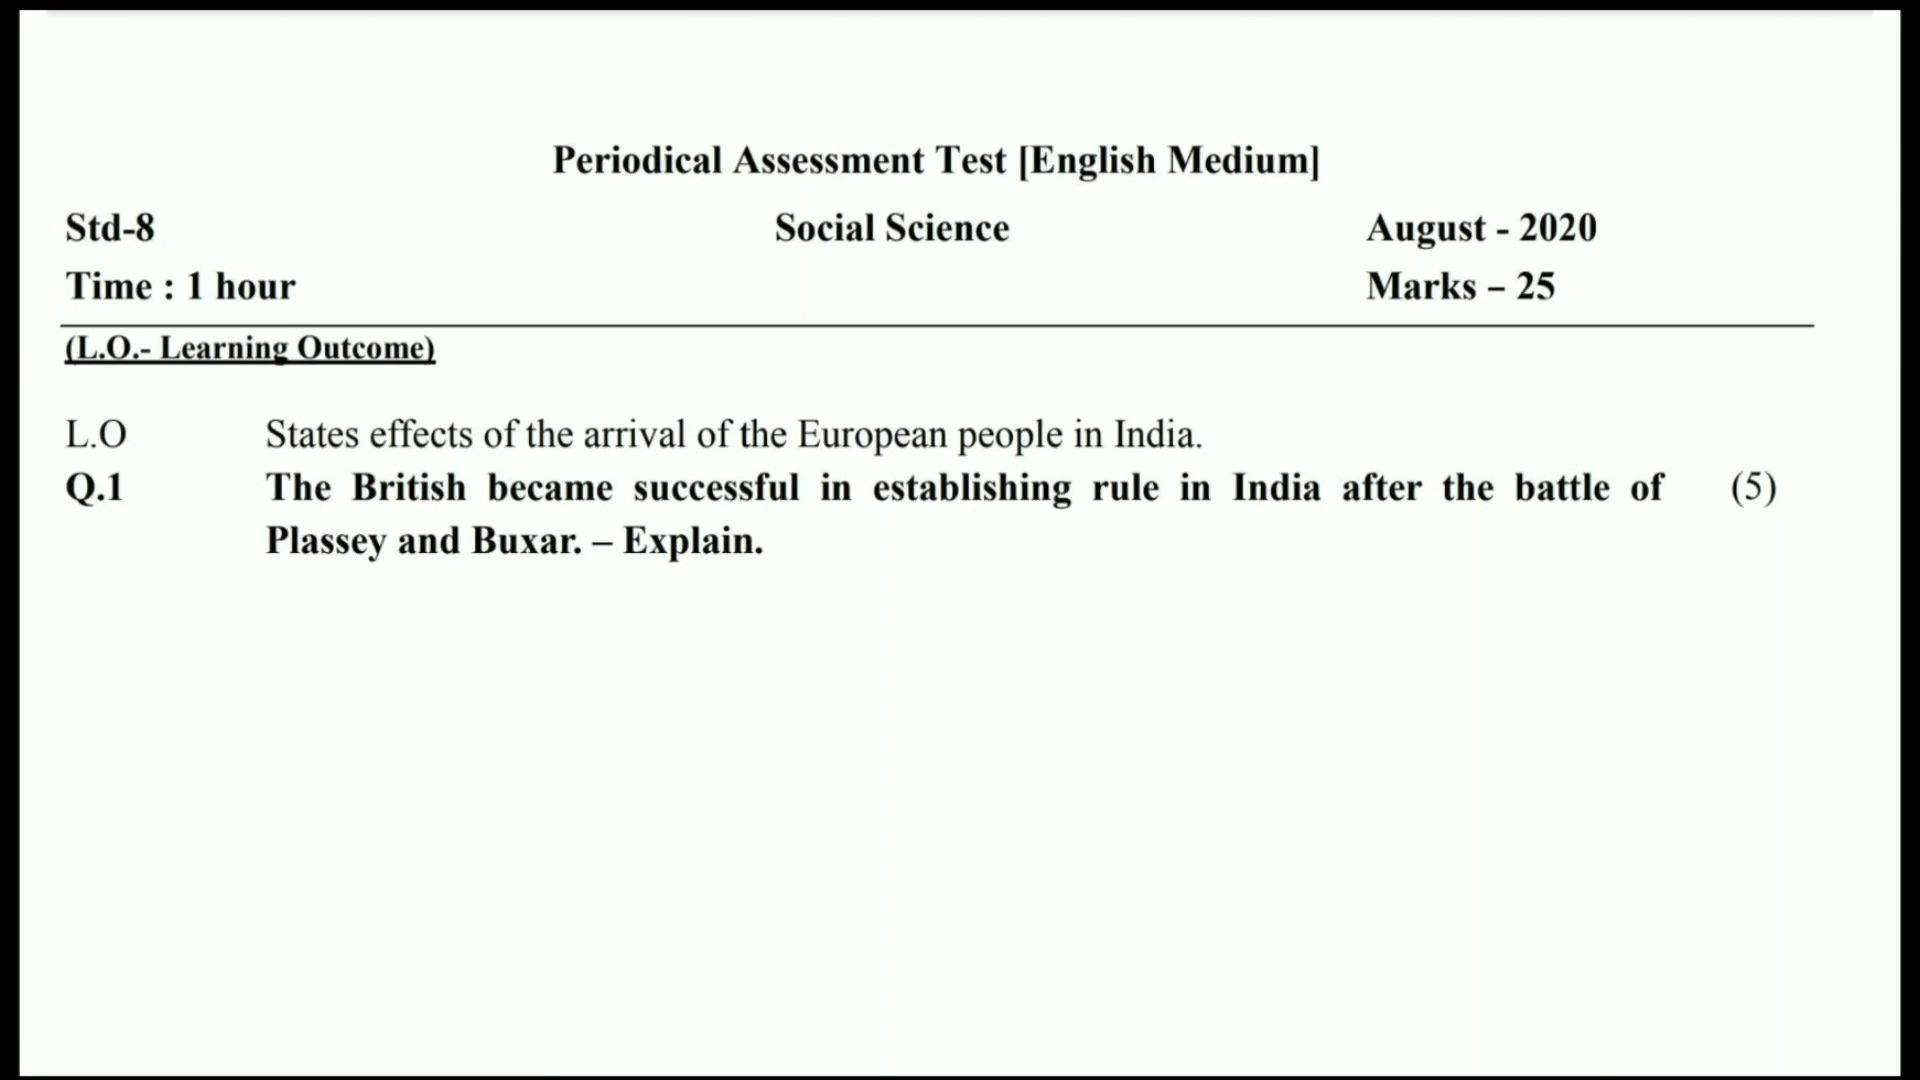 Periodical Assessment Test [English Medium]
Std-8 Social Science August - 2020
Time : 1 hour Marks – 25
(L.O.- Learning Outcome)
L.O States effects of the arrival of the European people in India.
Q.1 The British became successful in establishing rule in India after the battle of (5)
Plassey and Buxar. – Explain.